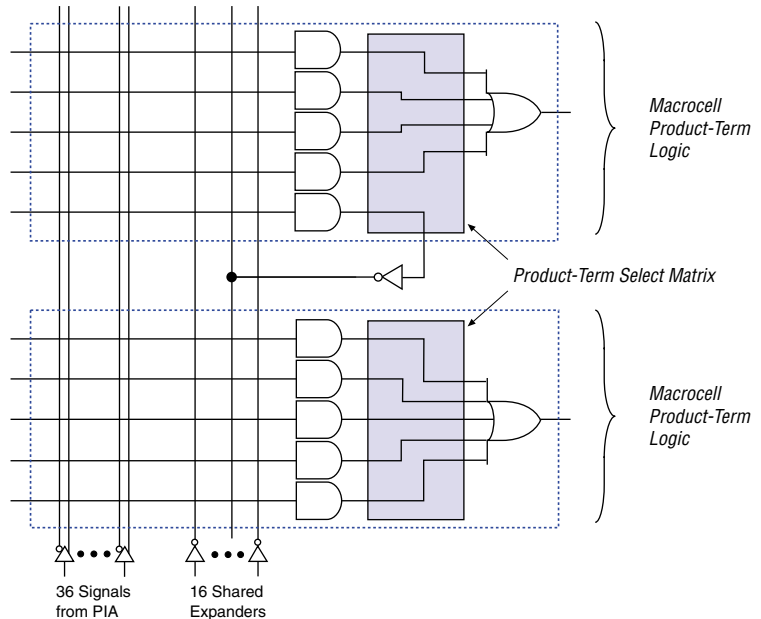 Macrocell
Product-Term
Logic
Product-Term Select Matrix
Macrocell
Product-Term
Logic
36 Signals
from PIA
16 Shared
Expanders